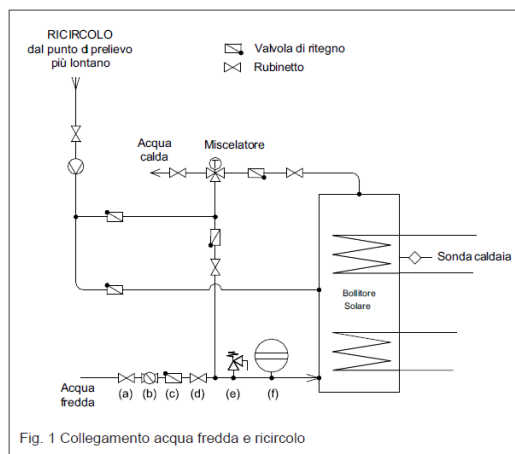 RICIRCOLO
dal punto di prelievo
più lontano
Valvola di ritegno
Rubinetto
Acqua
calda
Miscelatore
T
Sonda caldaia
Bollitore
Solare
Acqua
fredda
(a) (b) (c) (d) (e) (f)
Fig. 1 Collegamento acqua fredda e ricircolo